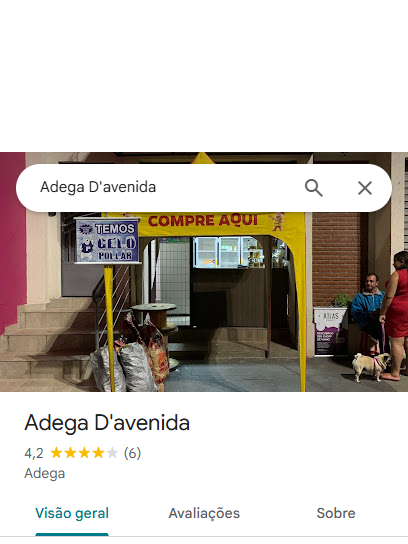 Adega D'avenida
COMPRE AQUI
TEMOS
GELO
POLLAR
ATLAS
Adega D'avenida
4,2 (6)
Adega
Visão geral
Avaliações
Sobre